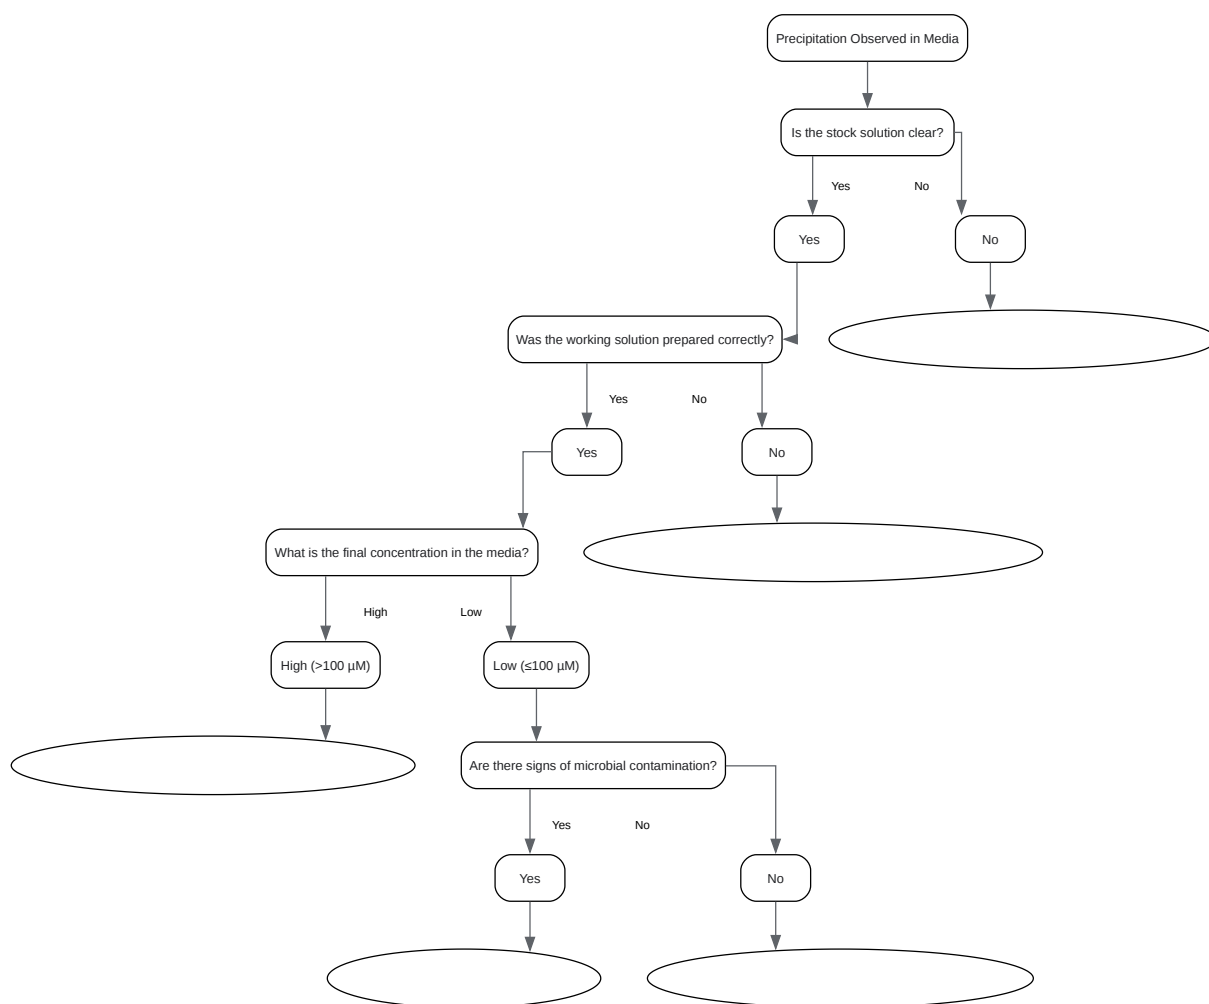 Precipitation Observed in Media
Is the stock solution clear?
Yes
No
Yes
No
Was the working solution prepared correctly?
Yes
No
Yes
No
What is the final concentration in the media?
High
Low
High (>100 µM)
Low (≤100 µM)
Are there signs of microbial contamination?
Yes
No
Yes
No